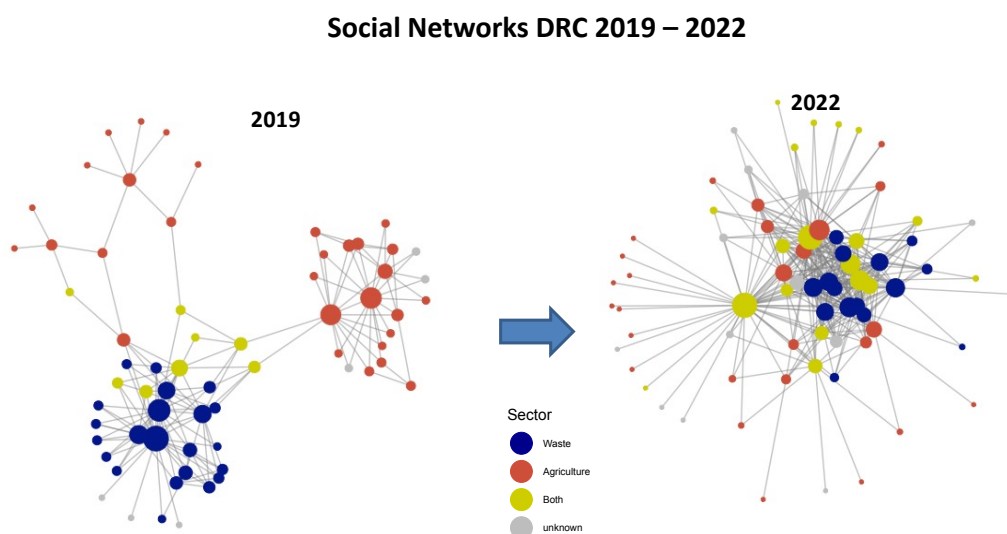 Social Networks DRC 2019 – 2022
2019
2022
Sector
Waste
Agriculture
Both
unknown